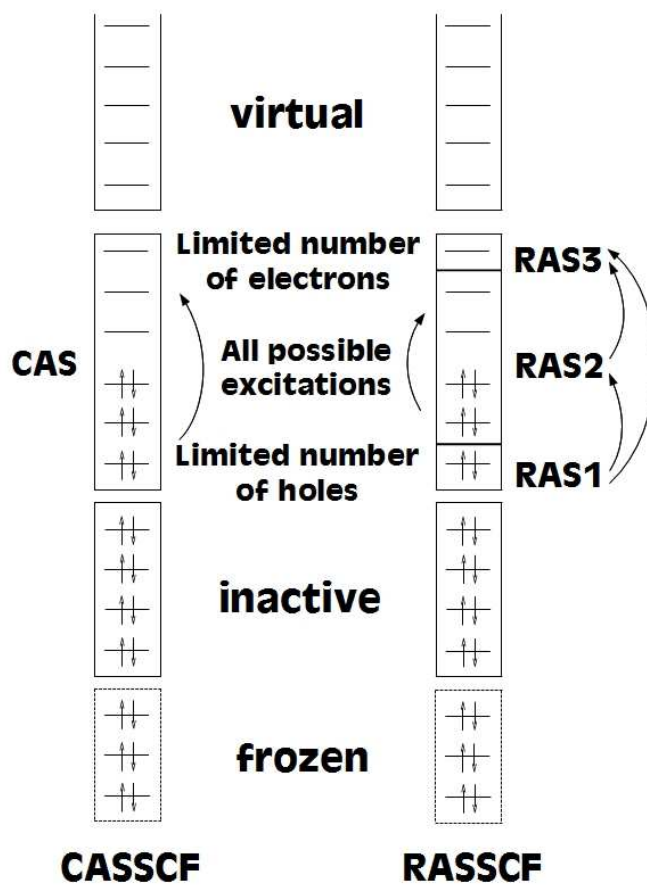 virtual
Limited number
of electrons
RAS3
CAS
All possible
excitations
RAS2
Limited number
of holes
RAS1
inactive
frozen
CASSCF
RASSCF